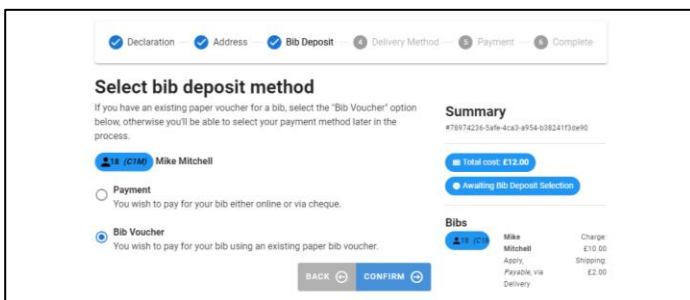 Declaration Address Bib Deposit 4 Delivery Method 5 Payment 6 Complete
Select bib deposit method
If you have an existing paper voucher for a bib, select the "Bib Voucher" option
below, otherwise you'll be able to select your payment method later in the
process.
18 (C1M) Mike Mitchell
Payment
You wish to pay for your bib either online or via cheque.
Bib Voucher
You wish to pay for your bib using an existing paper bib voucher.
BACK CONFIRM
Summary
#76974236-5afe-4ca3-a954-b38241f3de90
Total cost: £12.00
Awaiting Bib Deposit Selection
Bibs
18 (C1M
Mike Charge:
Mitchell £10.00
Apply, Shipping:
Payable, via £2.00
Delivery